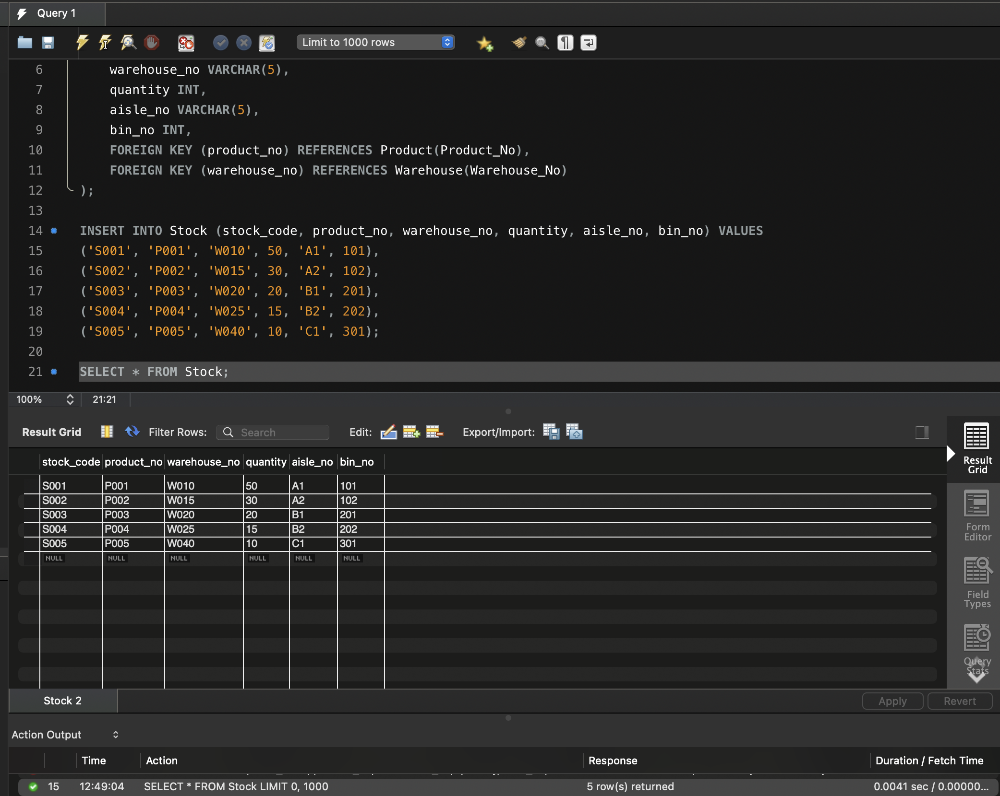 Query 1
Limit to 1000 rows
6 warehouse_no VARCHAR(5),
7 quantity INT,
8 aisle_no VARCHAR(5),
9 bin_no INT,
10 FOREIGN KEY (product_no) REFERENCES Product(Product_No),
11 FOREIGN KEY (warehouse_no) REFERENCES Warehouse(Warehouse_No)
12 );
13
14 INSERT INTO Stock (stock_code, product_no, warehouse_no, quantity, aisle_no, bin_no) VALUES
15 ('S001', 'P001', 'W010', 50, 'A1', 101),
16 ('S002', 'P002', 'W015', 30, 'A2', 102),
17 ('S003', 'P003', 'W020', 20, 'B1', 201),
18 ('S004', 'P004', 'W025', 15, 'B2', 202),
19 ('S005', 'P005', 'W040', 10, 'C1', 301);
20
21 SELECT * FROM Stock;
100% 21:21
Result Grid Filter Rows: Search Edit: Export/Import:
stock_code product_no warehouse_no quantity aisle_no bin_no
S001 P001 W010 50 A1 101
S002 P002 W015 30 A2 102
S003 P003 W020 20 B1 201
S004 P004 W025 15 B2 202
S005 P005 W040 10 C1 301
NULL NULL NULL NULL NULL NULL
Result
Grid
Form
Editor
Field
Types
Query
Stats
Stock 2 Apply Revert
Action Output
Time Action Response Duration / Fetch Time
15 12:49:04 SELECT * FROM Stock LIMIT 0, 1000 5 row(s) returned 0.0041 sec / 0.00000...